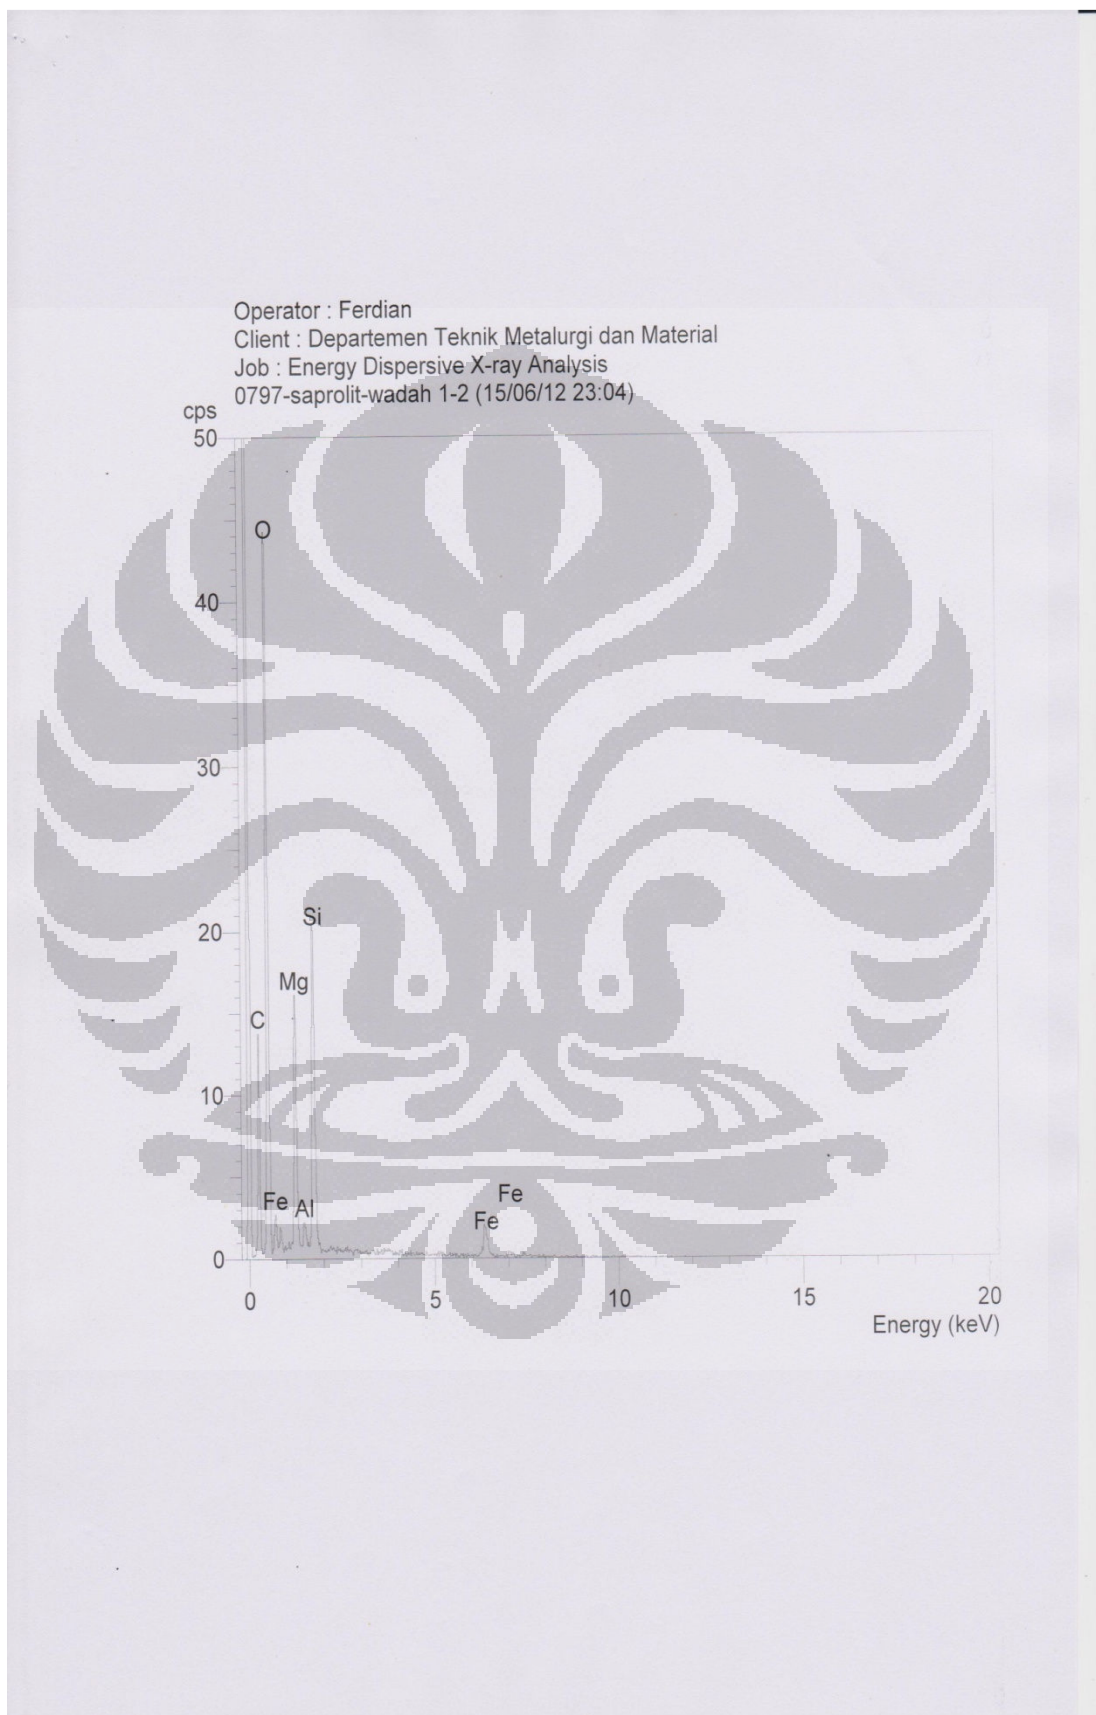 Operator : Ferdian
Client : Departemen Teknik Metalurgi dan Material
Job : Energy Dispersive X-ray Analysis
0797-saprolit-wadah 1-2 (15/06/12 23:04)
cps
50
O
40
30
Si
20
Mg
C
10
Fe
Fe
Al
Fe
0
0 5 10 15 20
Energy (keV)